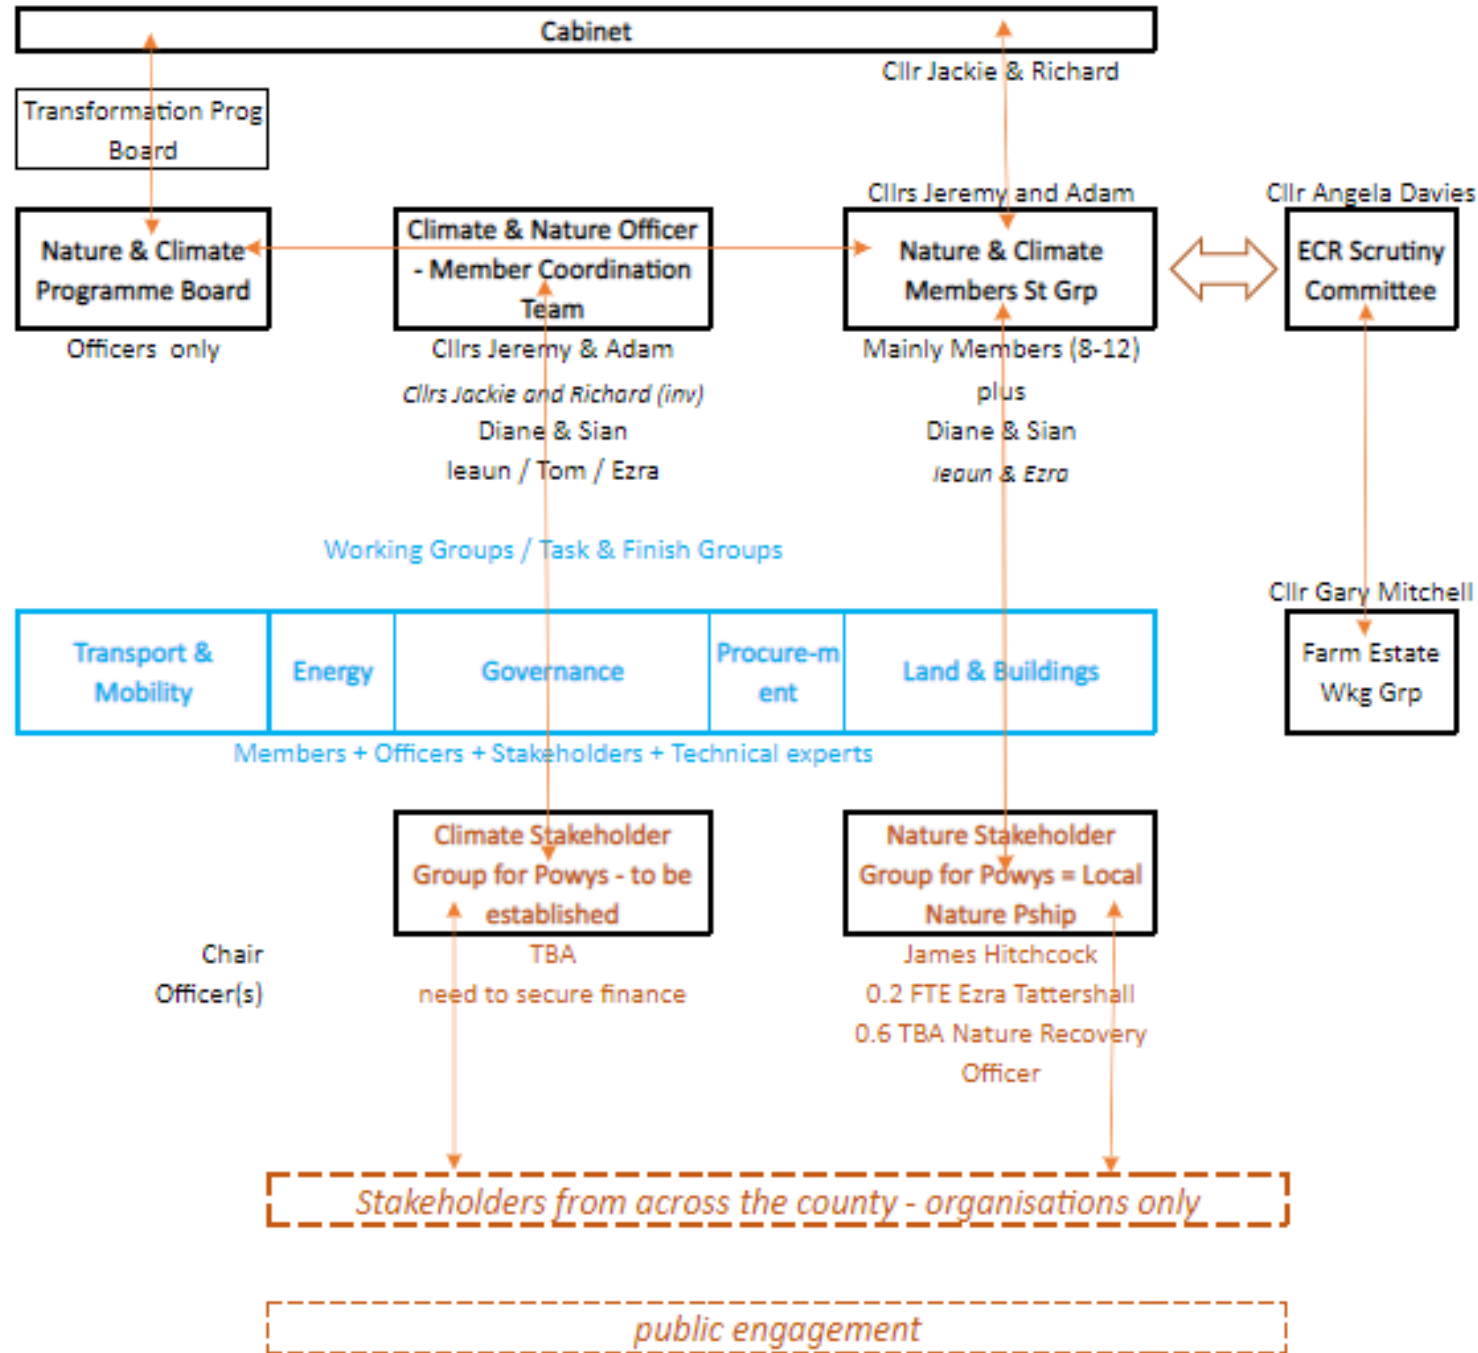 Cabinet
Cllr Jackie & Richard
Transformation Prog
Board
Cllrs Jeremy and Adam
Cllr Angela Davies
Nature & Climate
Programme Board
Officers only
Climate & Nature Officer
- Member Coordination
Team
Cllrs Jeremy & Adam
Cllrs Jackie and Richard (inv)
Diane & Sian
Ieaun / Tom / Ezra
Nature & Climate
Members St Grp
Mainly Members (8-12)
plus
Diane & Sian
Ieaun & Ezra
ECR Scrutiny
Committee
Working Groups / Task & Finish Groups
Cllr Gary Mitchell
Transport &
Mobility
Energy
Governance
Procure-m
ent
Land & Buildings
Farm Estate
Wkg Grp
Members + Officers + Stakeholders + Technical experts
Climate Stakeholder
Group for Powys - to be
established
Nature Stakeholder
Group for Powys = Local
Nature Pship
Chair
TBA
James Hitchcock
Officer(s)
need to secure finance
0.2 FTE Ezra Tattershall
0.6 TBA Nature Recovery
Officer
Stakeholders from across the county - organisations only
public engagement